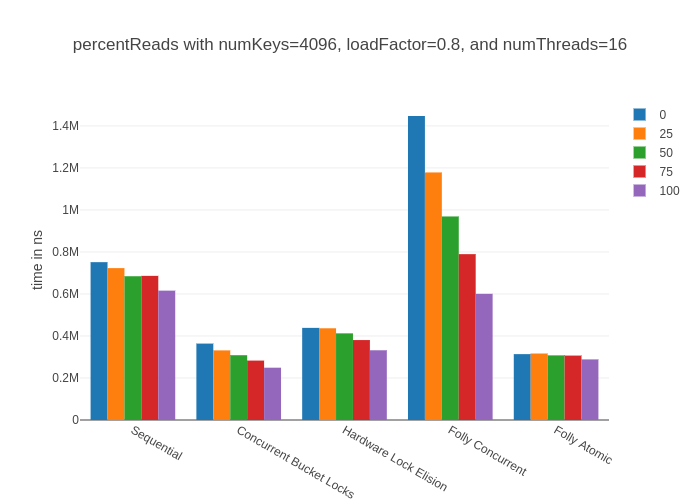 percentReads with numKeys=4096, loadFactor=0.8, and numThreads=16
0
25
50
75
100
time in ns
1.4M
1.2M
1M
0.8M
0.6M
0.4M
0.2M
0
Sequential
Concurrent Bucket Locks
Hardware Lock Elision
Folly Concurrent
Folly Atomic